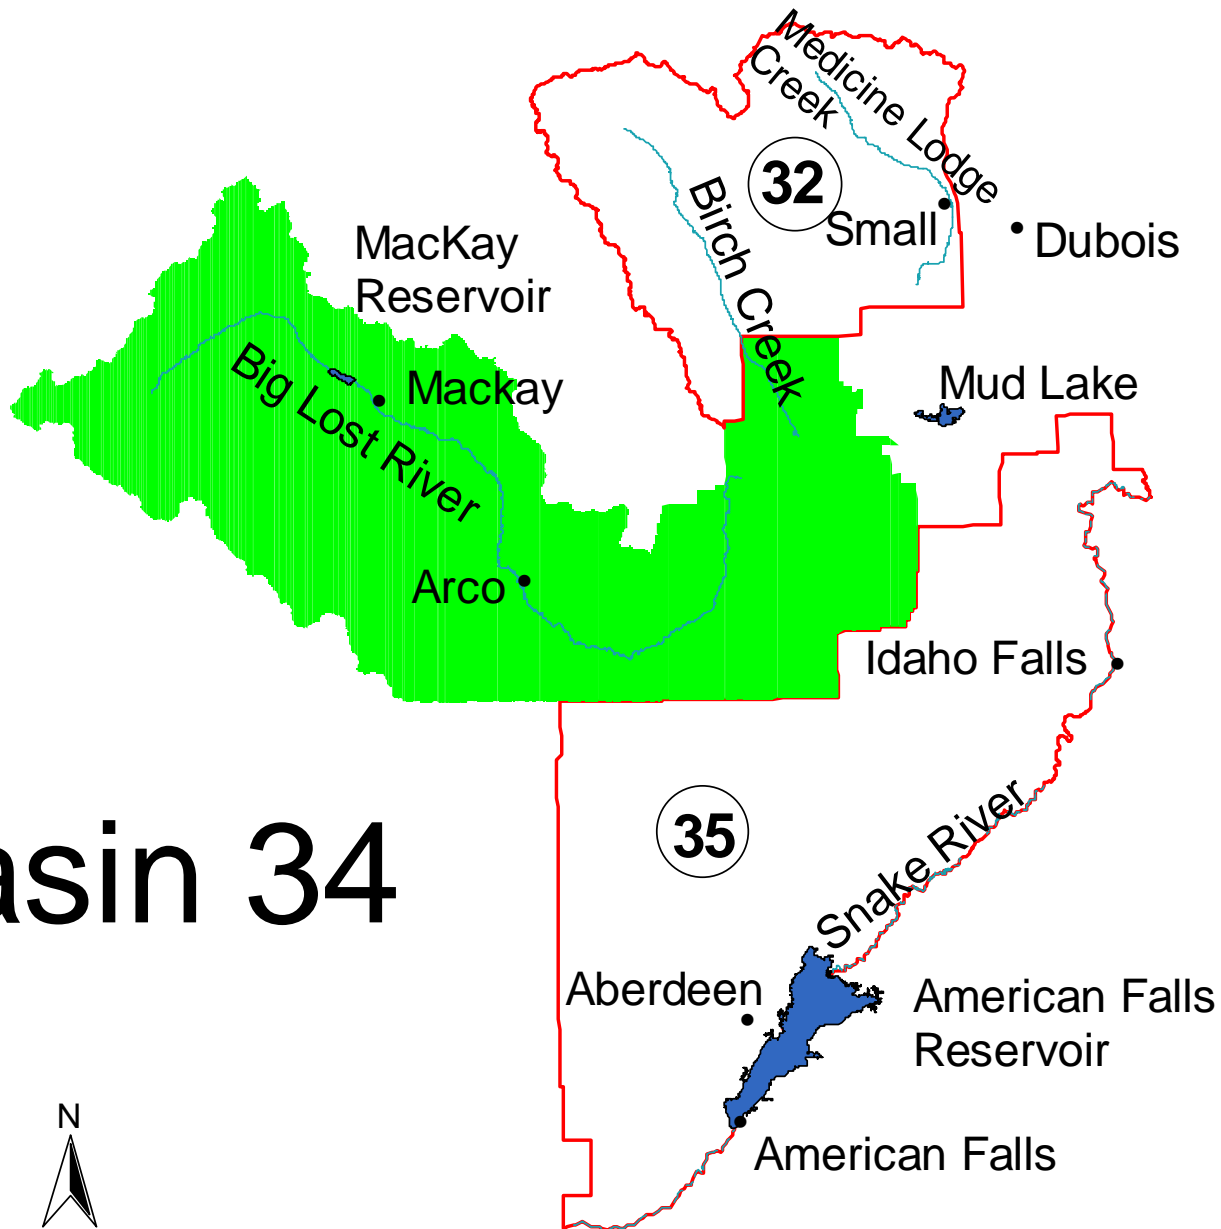 Medicine Lodge
Creek
32
Birch Creek
Small
Dubois
MacKay
Reservoir
Big Lost River
Mackay
Mud Lake
Arco
Idaho Falls
35
asin 34
Snake River
Aberdeen
American Falls
Reservoir
N
American Falls